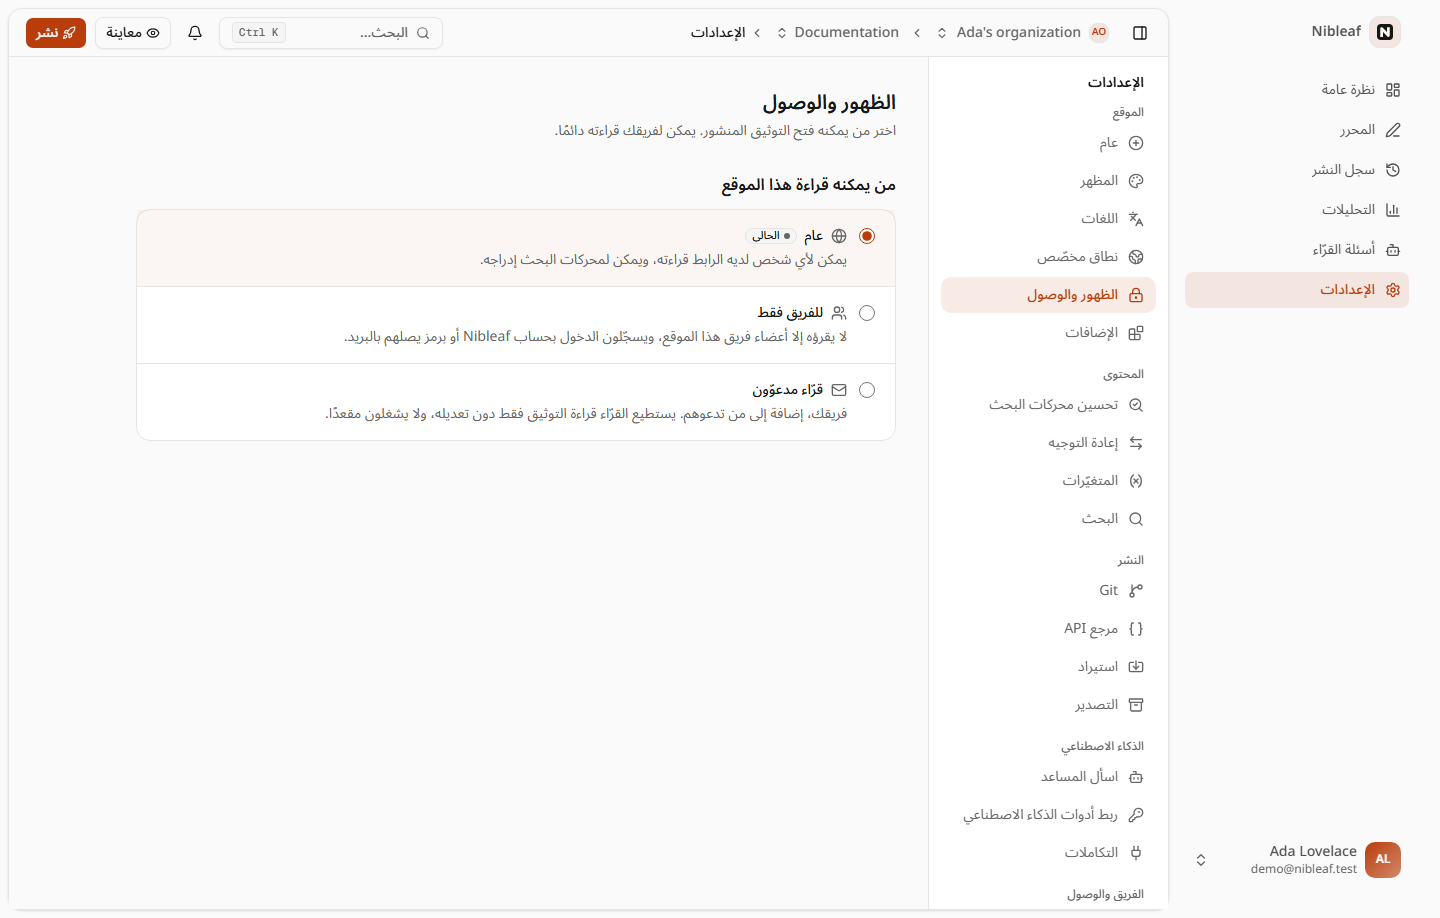 Nibleaf
نظرة عامة
المحرر
سجل النشر
التحليلات
أسئلة القرّاء
الإعدادات
Ada Lovelace
demo@nibleaf.test
AL
AO Ada's organization
Documentation
الإعدادات
البحث...
Ctrl K
معاينة
نشر
الإعدادات
الموقع
عام
المظهر
اللغات
نطاق مخصّص
الظهور والوصول
الإضافات
المحتوى
تحسين محركات البحث
إعادة التوجيه
المتغيّرات
البحث
النشر
Git
مرجع API
استيراد
التصدير
الذكاء الاصطناعي
اسأل المساعد
ربط أدوات الذكاء الاصطناعي
التكاملات
الفريق والوصول
الظهور والوصول
اختر من يمكنه فتح التوثيق المنشور. يمكن لفريقك قراءته دائمًا.
من يمكنه قراءة هذا الموقع
عام الحالي
يمكن لأي شخص لديه الرابط قراءته، ويمكن لمحركات البحث إدراجه.
للفريق فقط
لا يقرؤه إلا أعضاء فريق هذا الموقع، ويسجّلون الدخول بحساب Nibleaf أو برمز يصلهم بالبريد.
قرّاء مدعوّون
فريقك، إضافة إلى من تدعوهم. يستطيع القرّاء قراءة التوثيق فقط دون تعديله، ولا يشغلون مقعدًا.